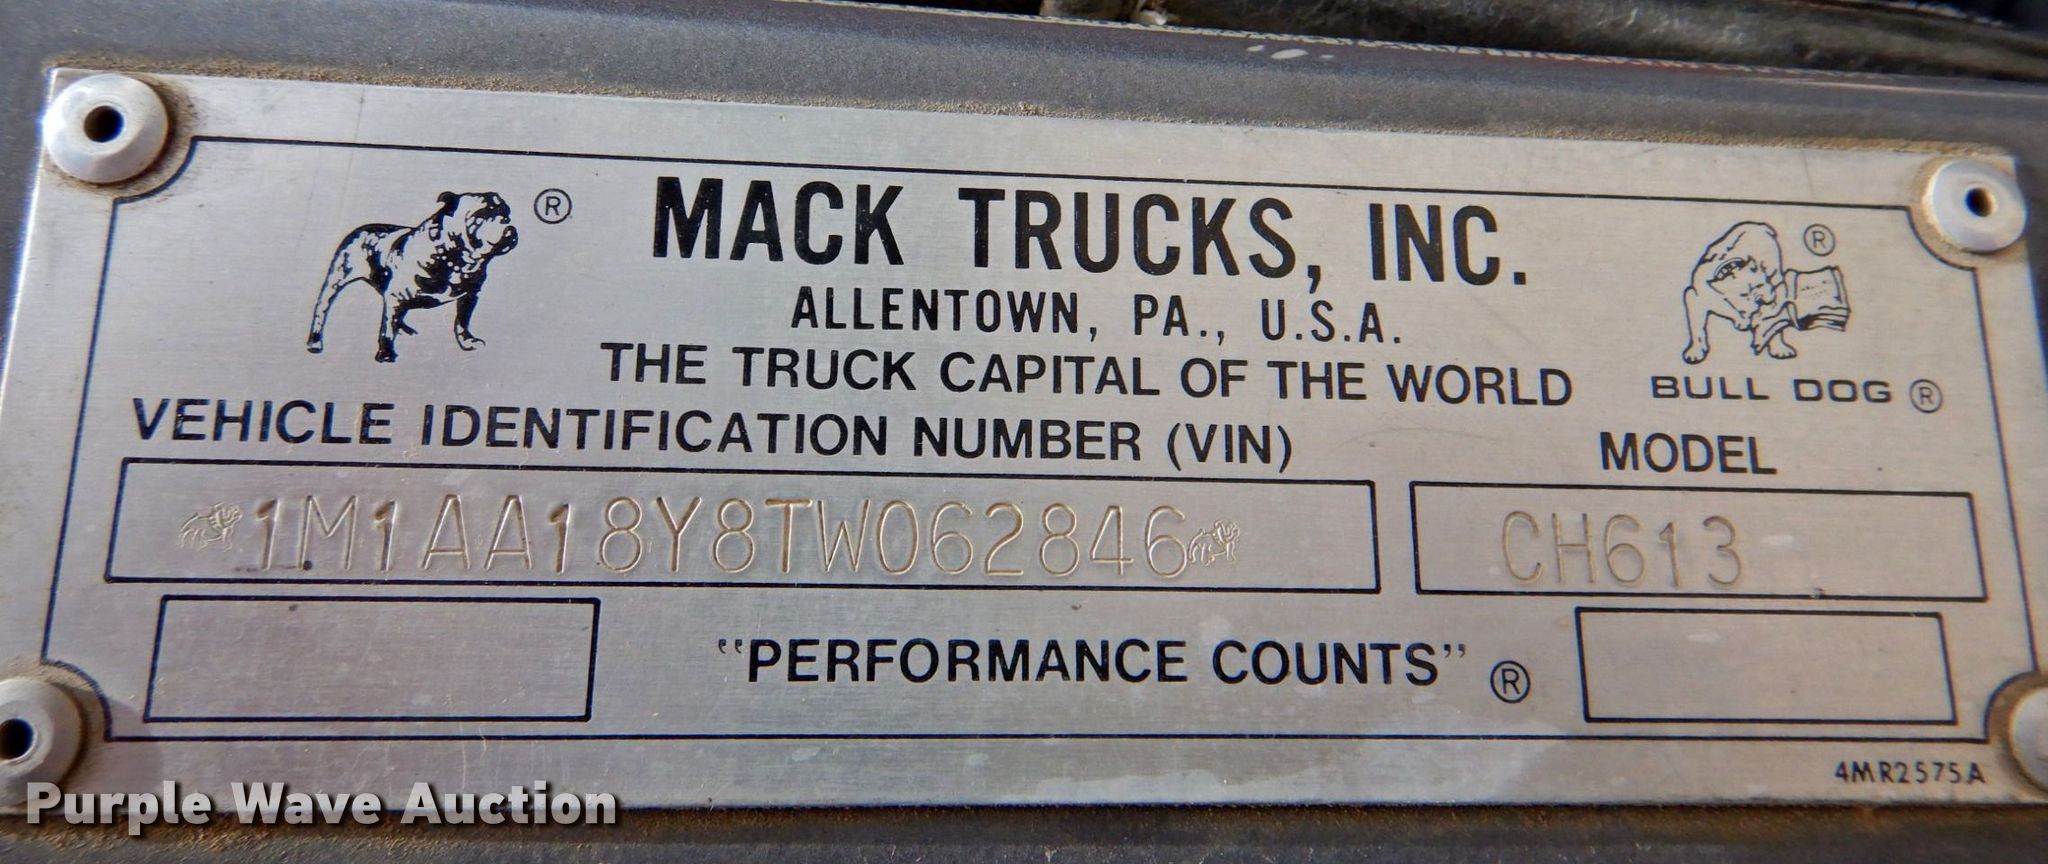 ® MACK TRUCKS, INC. ®
ALLENTOWN, PA., U.S.A.
THE TRUCK CAPITAL OF THE WORLD
BULL DOG ®
VEHICLE IDENTIFICATION NUMBER (VIN)
MODEL
1M1AA18Y8TW062846
CH613
"PERFORMANCE COUNTS" ®
4MR2575A
Purple Wave Auction